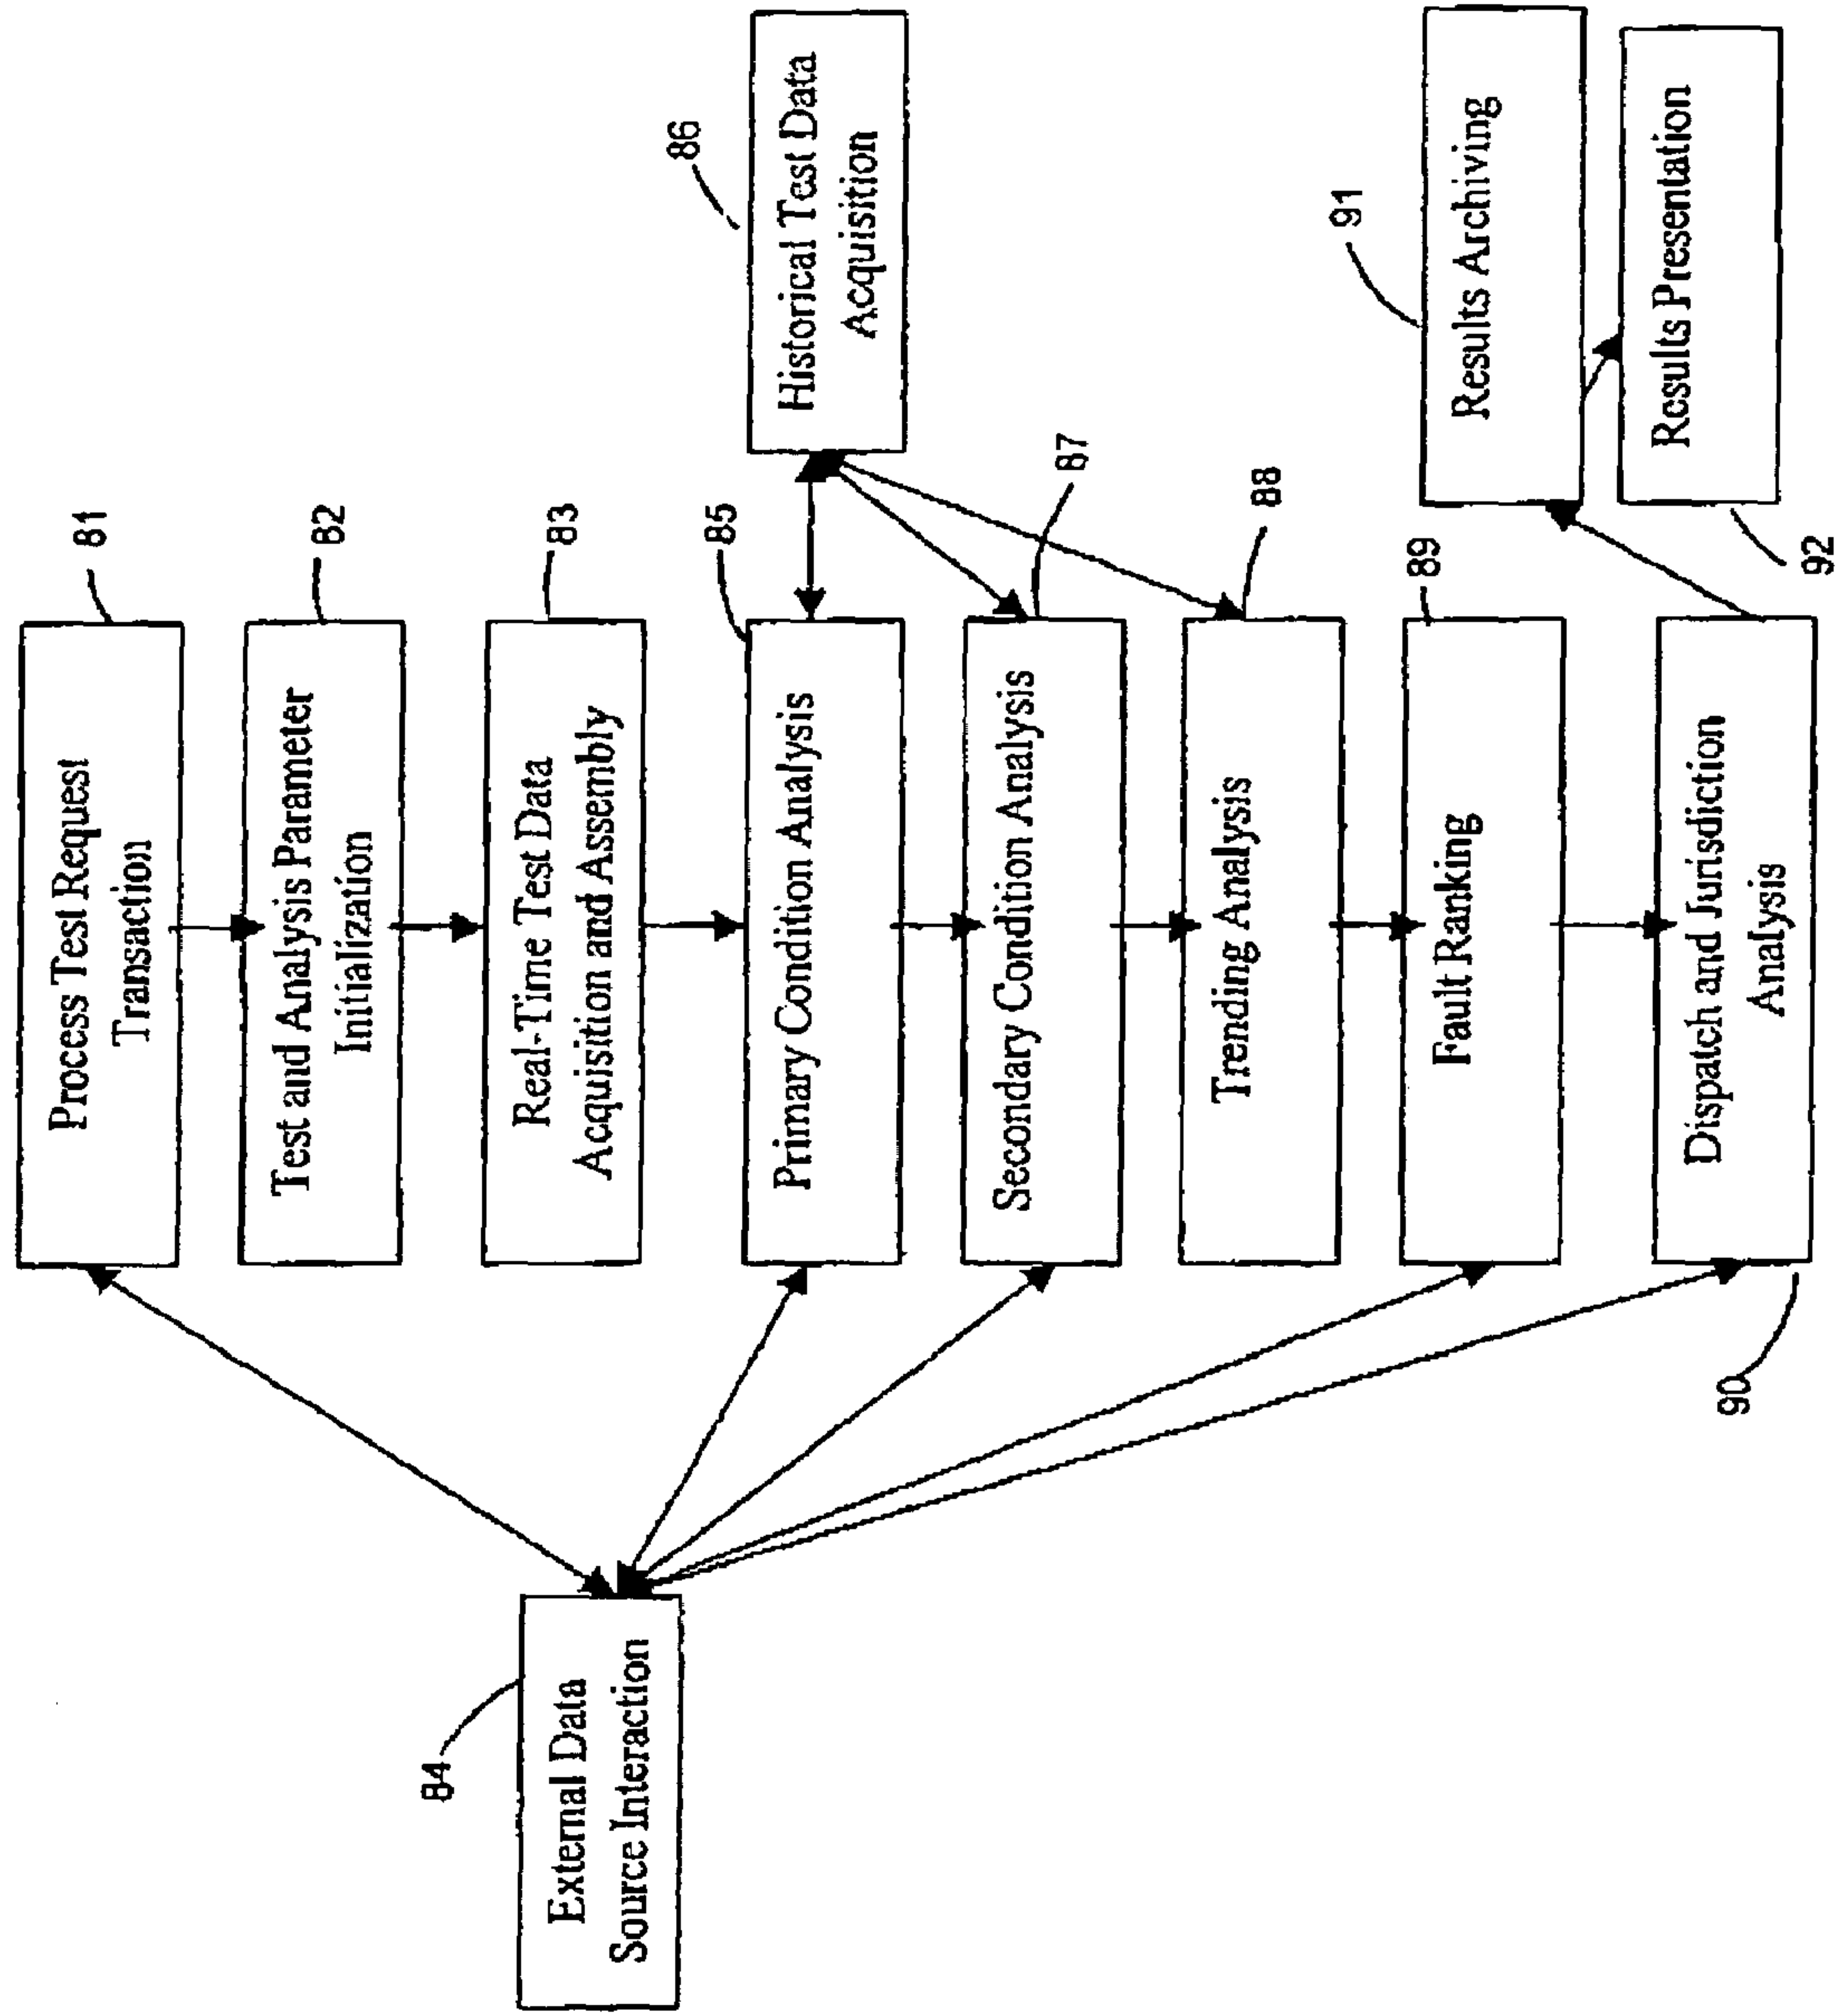 81
Process Test Request
Transaction
82
Test and Analysis Parameter
Initialization
83
Real-Time Test Data
Acquisition and Assembly
84
External Data
Source Interaction
85
Primary Condition Analysis
86
Historical Test Data
Acquisition
87
Secondary Condition Analysis
88
Trending Analysis
89
Fault Ranking
90
Dispatch and Jurisdiction
Analysis
91
Results Archiving
Results Presentation
92